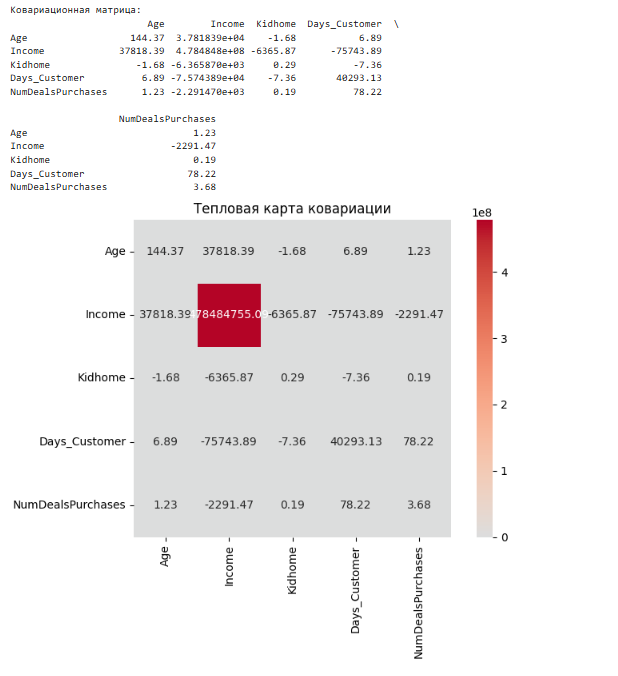 Ковариационная матрица:
Age Income Kidhome Days_Customer \
Age 144.37 3.781839e+04 -1.68 6.89
Income 37818.39 4.784848e+08 -6365.87 -75743.89
Kidhome -1.68 -6.365870e+03 0.29 -7.36
Days_Customer 6.89 -7.574389e+04 -7.36 40293.13
NumDealsPurchases 1.23 -2.291470e+03 0.19 78.22
NumDealsPurchases
Age 1.23
Income -2291.47
Kidhome 0.19
Days_Customer 78.22
NumDealsPurchases 3.68
Тепловая карта ковариации
1e8
Age 144.37 37818.39 -1.68 6.89 1.23
Income 37818.39 478484755.0 -6365.87 -75743.89 -2291.47
Kidhome -1.68 -6365.87 0.29 -7.36 0.19
Days_Customer 6.89 -75743.89 -7.36 40293.13 78.22
NumDealsPurchases 1.23 -2291.47 0.19 78.22 3.68
Age
Income
Kidhome
Days_Customer
NumDealsPurchases
4
3
2
1
0